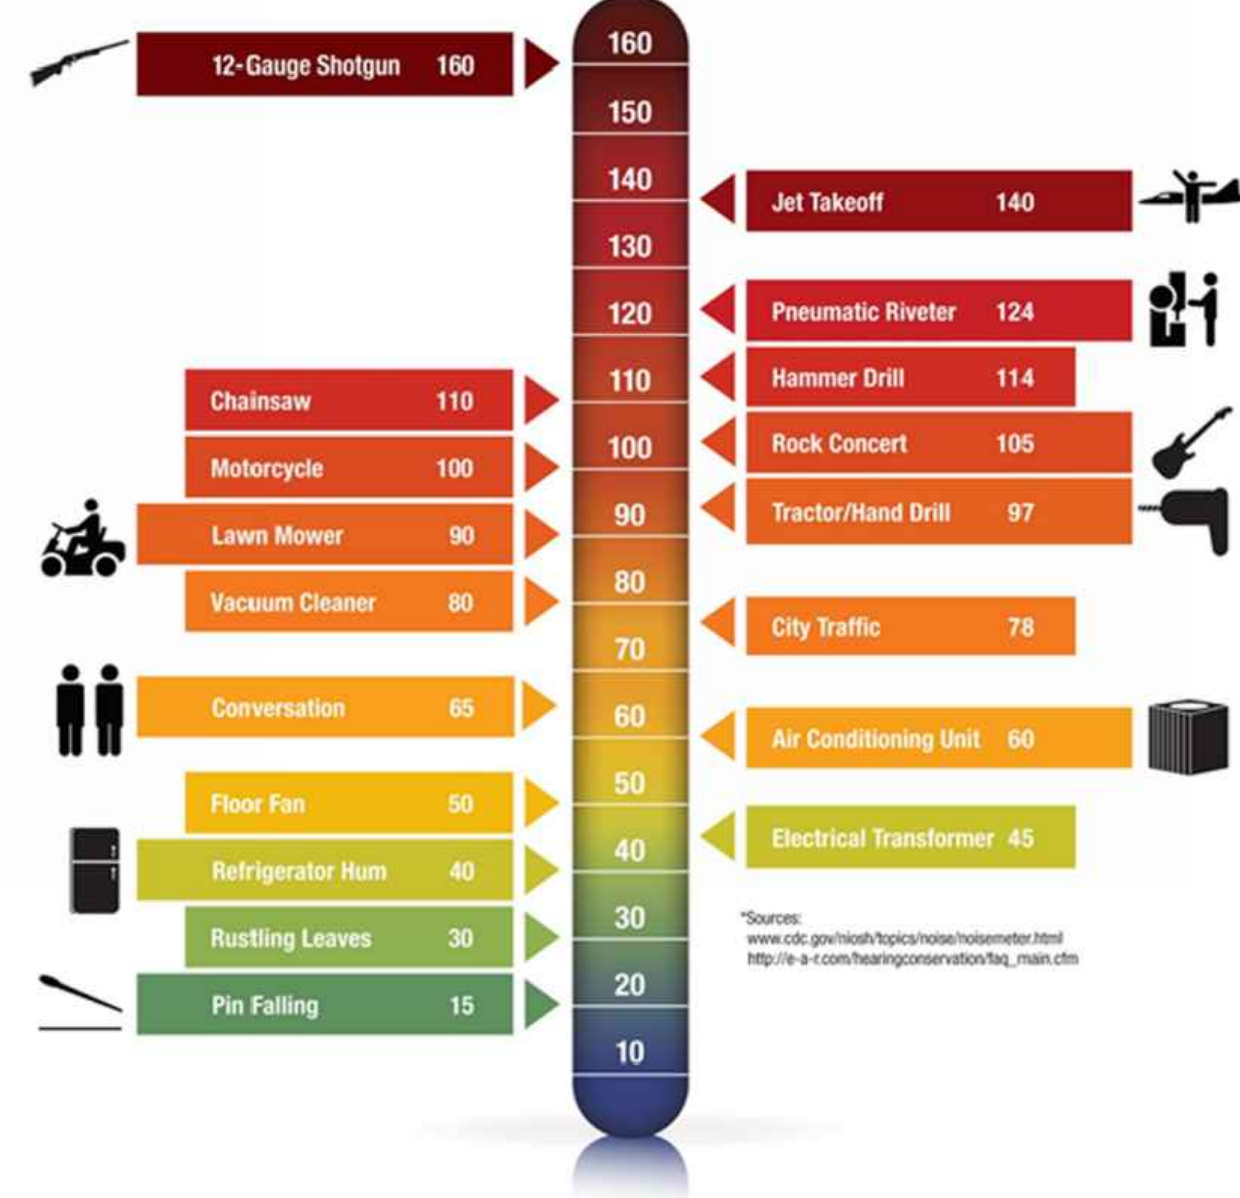 12-Gauge Shotgun 160
Chainsaw 110
Motorcycle 100
Lawn Mower 90
Vacuum Cleaner 80
Conversation 65
Floor Fan 50
Refrigerator Hum 40
Rustling Leaves 30
Pin Falling 15
160
150
140
130
120
110
100
90
80
70
60
50
40
30
20
10
Jet Takeoff 140
Pneumatic Riveter 124
Hammer Drill 114
Rock Concert 105
Tractor/Hand Drill 97
City Traffic 78
Air Conditioning Unit 60
Electrical Transformer 45
*Sources:
www.cdc.gov/niosh/topics/noise/noisemeter.html
http://e-a-r.com/hearingconservation/faq_main.cfm